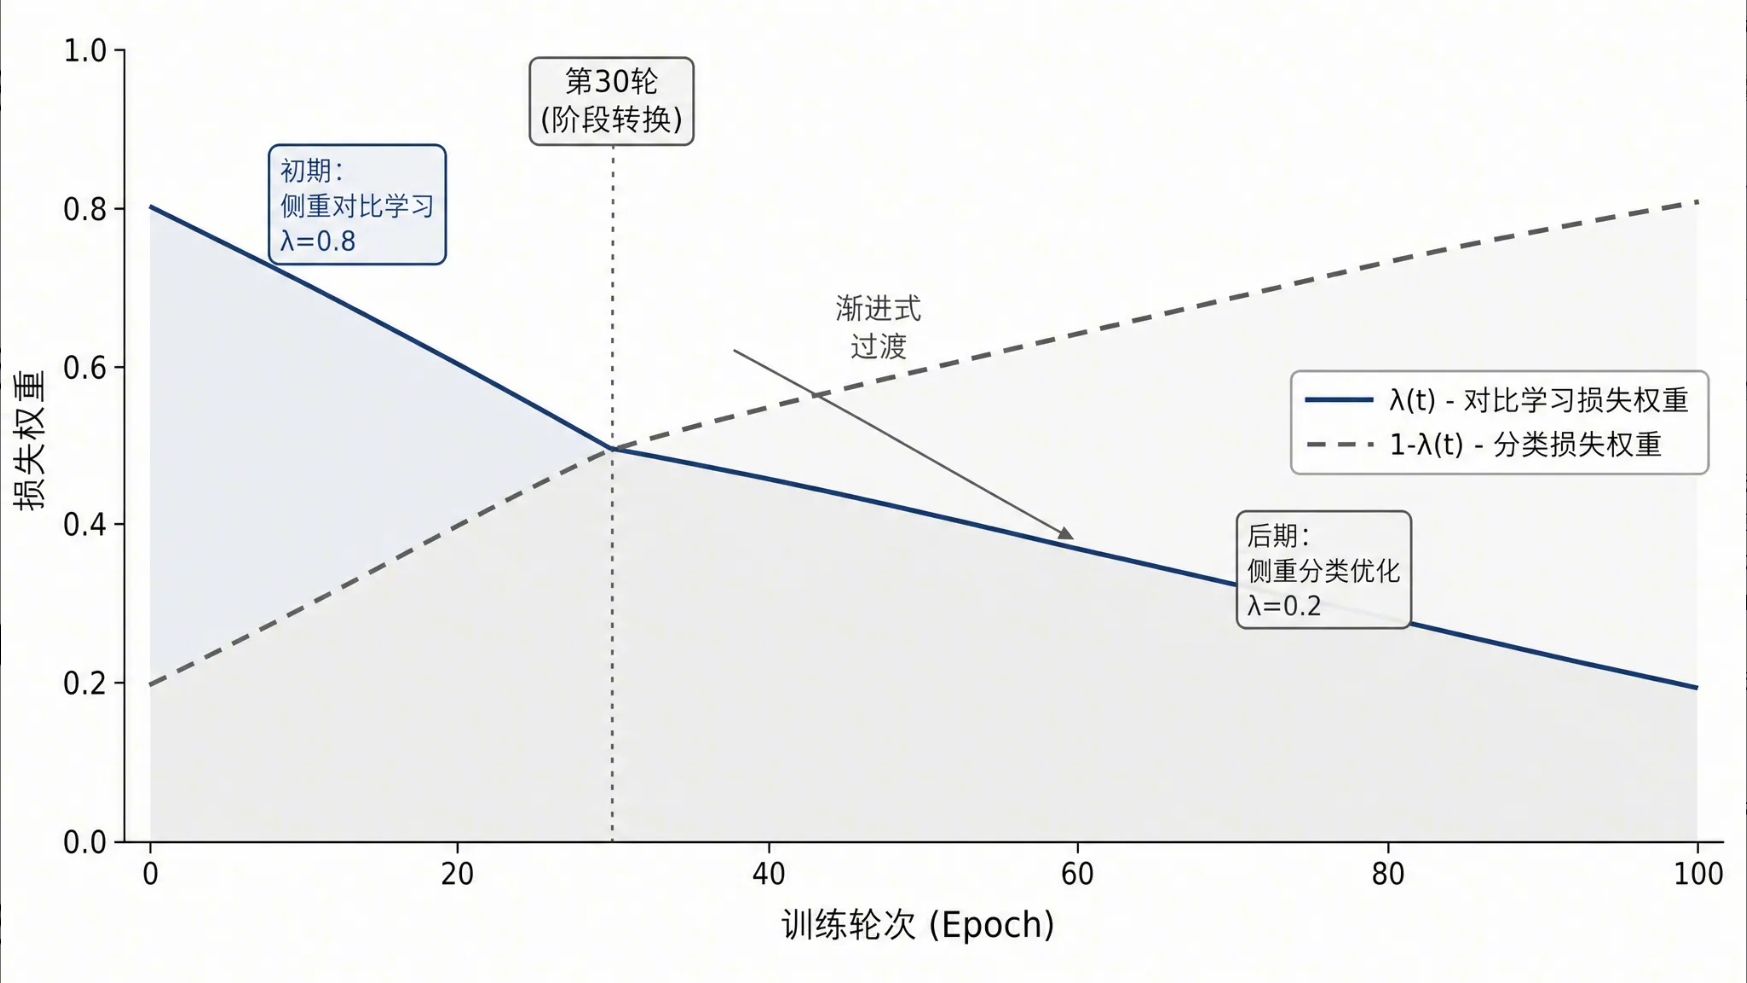 1.0
0.8
0.6
0.4
0.2
0.0
损失权重
第30轮
(阶段转换)
初期：
侧重对比学习
λ=0.8
渐进式
过渡
λ(t) - 对比学习损失权重
1-λ(t) - 分类损失权重
后期：
侧重分类优化
λ=0.2
0 20 40 60 80 100
训练轮次 (Epoch)